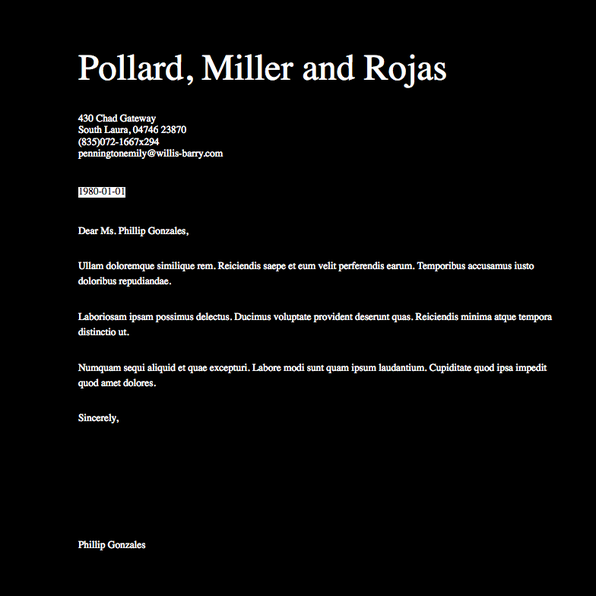 Pollard, Miller and Rojas
430 Chad Gateway
South Laura, 04746 23870
(835)072-1667x294
penningtonemily@willis-barry.com
1980-01-01
Dear Ms. Phillip Gonzales,
Ullam doloremque similique rem. Reiciendis saepe et eum velit perferendis earum. Temporibus accusamus iusto
doloribus repudiandae.
Laboriosam ipsam possimus delectus. Ducimus voluptate provident deserunt quas. Reiciendis minima atque tempora
distinctio ut.
Numquam sequi aliquid et quae excepturi. Labore modi sunt quam ipsum laudantium. Cupiditate quod ipsa impedit
quod amet dolores.
Sincerely,
Phillip Gonzales